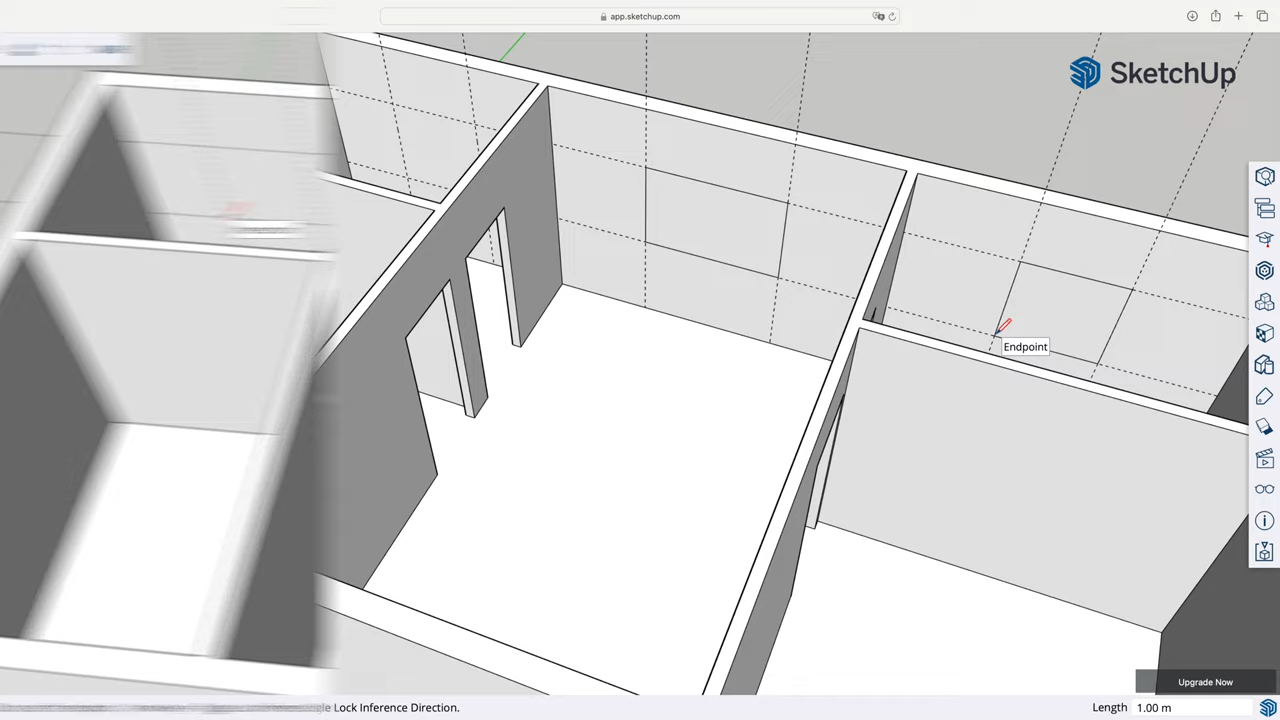 app.sketchup.com
SketchUp
Endpoint
Upgrade Now
Lock Inference Direction.
Length 1.00 m